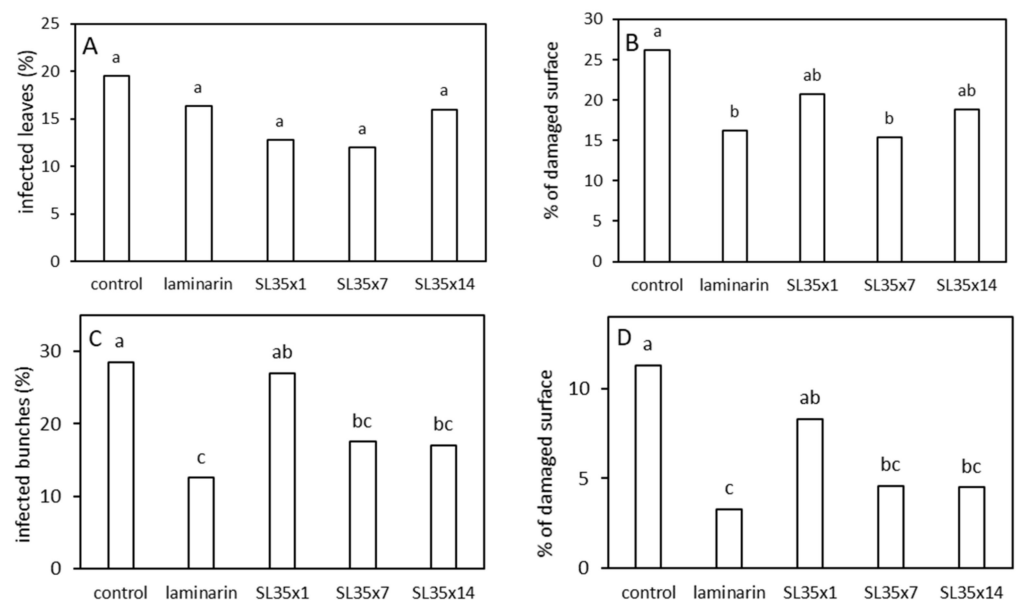 A
infected leaves (%)
25
20
15
10
5
0
a
a
a
a
a
control laminarin SL35x1 SL35x7 SL35x14
B
% of damaged surface
30
25
20
15
10
5
0
a
b
ab
b
ab
control laminarin SL35x1 SL35x7 SL35x14
C
infected bunches (%)
30
20
10
0
a
c
ab
bc
bc
control laminarin SL35x1 SL35x7 SL35x14
D
% of damaged surface
10
5
0
a
c
ab
bc
bc
control laminarin SL35x1 SL35x7 SL35x14